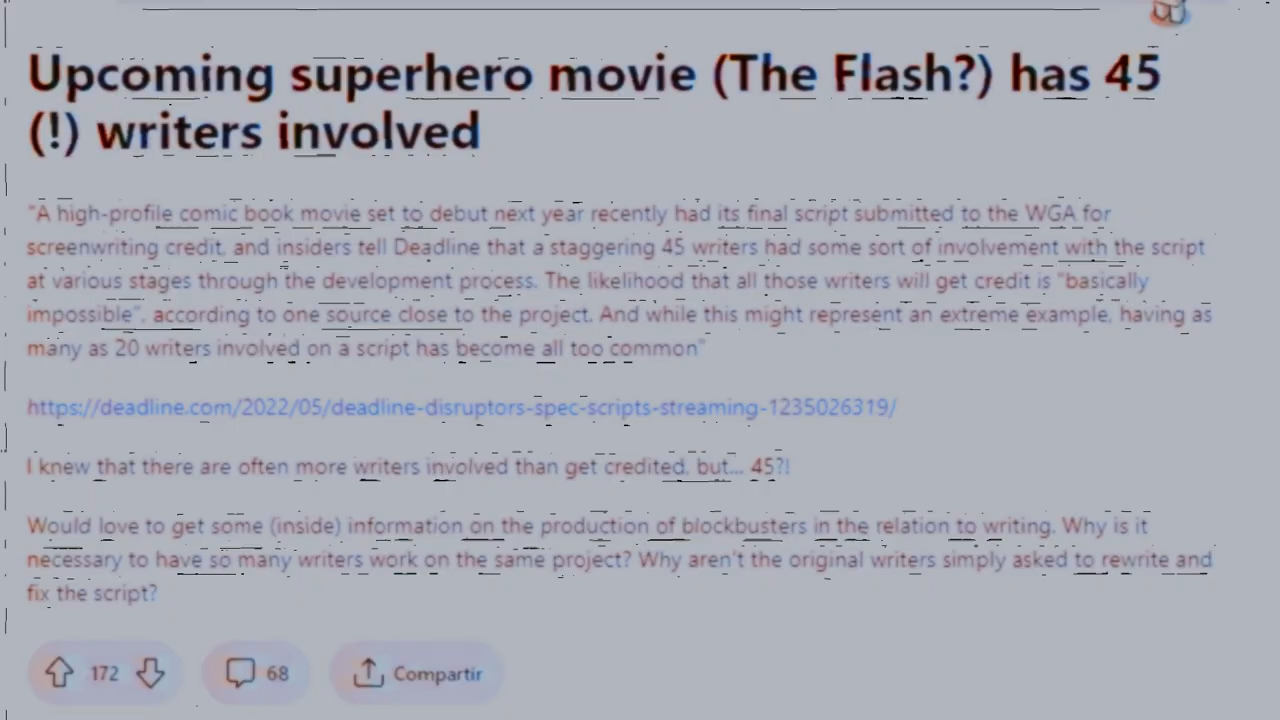 Upcoming superhero movie (The Flash?) has 45
(!) writers involved
"A high-profile comic book movie set to debut next year recently had its final script submitted to the WGA for
screenwriting credit, and insiders tell Deadline that a staggering 45 writers had some sort of involvement with the script
at various stages through the development process. The likelihood that all those writers will get credit is "basically
impossible", according to one source close to the project. And while this might represent an extreme example, having as
many as 20 writers involved on a script has become all too common"
https://deadline.com/2022/05/deadline-disruptors-spec-scripts-streaming-1235026319/
I knew that there are often more writers involved than get credited, but... 45?!
Would love to get some (inside) information on the production of blockbusters in the relation to writing. Why is it
necessary to have so many writers work on the same project? Why aren't the original writers simply asked to rewrite and
fix the script?
172 68 Compartir